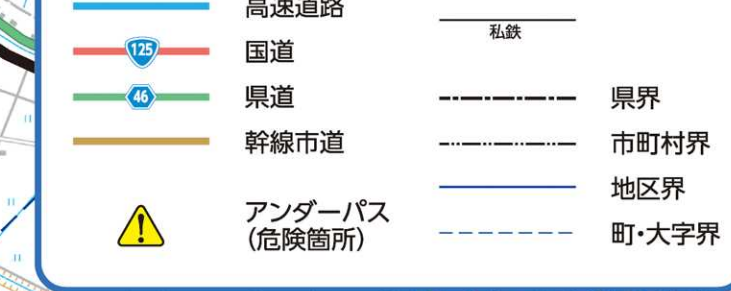 高速道路
125
国道
46
県道
幹線市道
アンダーパス
(危険箇所)
私鉄
県界
市町村界
地区界
町・大字界